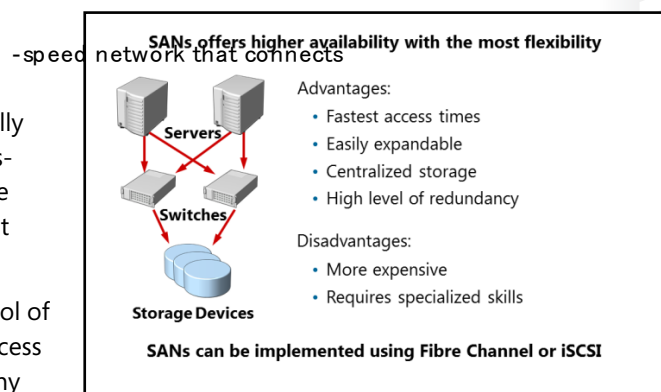 SANs offers higher availability with the most flexibility
-speed network that connects
Advantages:
• Fastest access times
• Easily expandable
• Centralized storage
• High level of redundancy
Disadvantages:
• More expensive
• Requires specialized skills
Servers
Switches
Storage Devices
SANs can be implemented using Fibre Channel or iSCSI
lly
s-
e
t
ol of
cess
ny